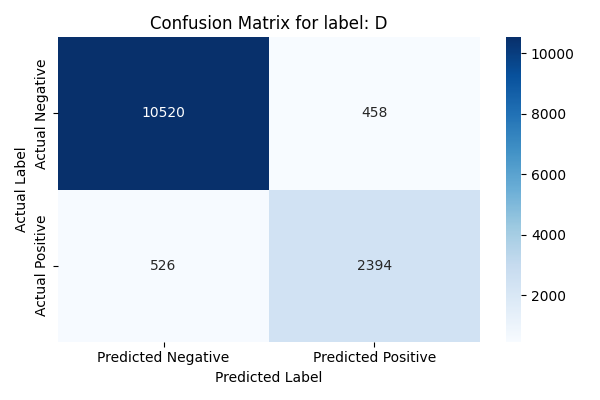 Confusion Matrix for label: D
Actual Label
Actual Negative
Actual Positive
10520
458
526
2394
Predicted Negative
Predicted Positive
Predicted Label
10000
8000
6000
4000
2000